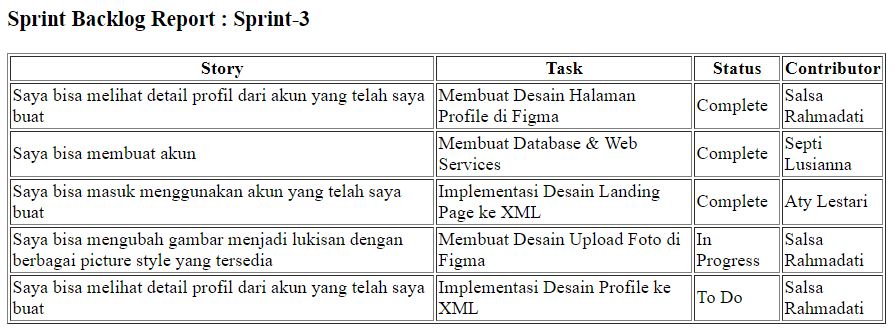 Sprint Backlog Report : Sprint-3
Story Task Status Contributor
Saya bisa melihat detail profil dari akun yang telah saya buat Membuat Desain Halaman Profile di Figma Complete Salsa Rahmadati
Saya bisa membuat akun Membuat Database & Web Services Complete Septi Lusianna
Saya bisa masuk menggunakan akun yang telah saya buat Implementasi Desain Landing Page ke XML Complete Aty Lestari
Saya bisa mengubah gambar menjadi lukisan dengan berbagai picture style yang tersedia Membuat Desain Upload Foto di Figma In Progress Salsa Rahmadati
Saya bisa melihat detail profil dari akun yang telah saya buat Implementasi Desain Profile ke XML To Do Salsa Rahmadati